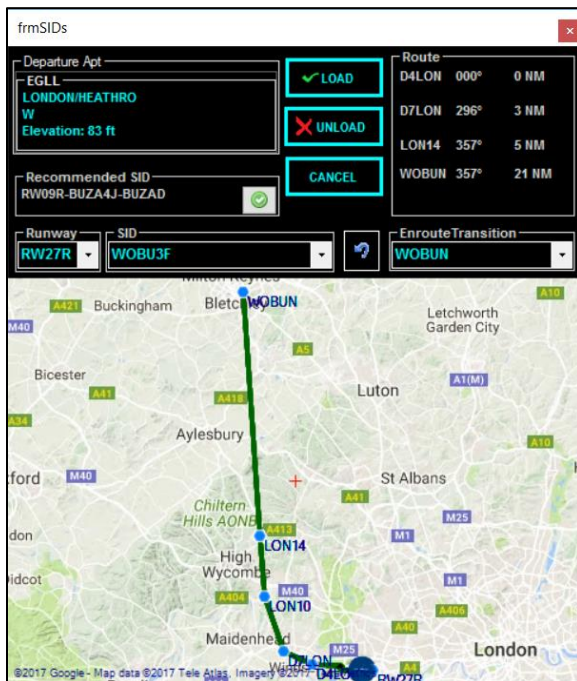 frmSIDs
Departure Apt
EGLL
LONDON/HEATHRO
W
Elevation: 83 ft
LOAD
UNLOAD
CANCEL
Route
D4LON 000° 0 NM
D7LON 296° 3 NM
LON14 357° 5 NM
WOBUN 357° 21 NM
Recommended SID
RW09R-BUZA4J-BUZAD
Runway
RW27R
SID
WOBU3F
EnrouteTransition
WOBUN
Milton Keynes
A421
Buckingham
Bletchley
WOBUN
A10
Letchworth
Garden City
M40
A5
Bicester
A41
A418
Luton
A1(M)
A34
Aylesbury
A10
M40
St Albans
A41
Chiltern
Hills AONB
M25
A413
M1
LON14
High
Wycombe
Didcot
M1
A404
M40
LON10
A406
A40
Maidenhead
M25
London
D7LON
D4LON
A4
RW27R
©2017 Google - Map data ©2017 Tele Atlas, Imagery ©2017